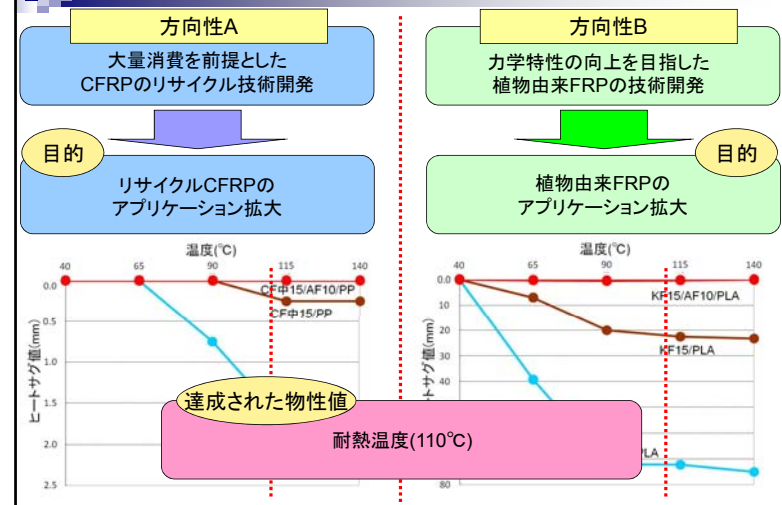 方向性A
大量消費を前提とした
CFRPのリサイクル技術開発
目的
リサイクルCFRPの
アプリケーション拡大
方向性B
力学特性の向上を目指した
植物由来FRPの技術開発
目的
植物由来FRPの
アプリケーション拡大
温度(℃)
40 65 90 115 140
0.0
0.5
1.0
1.5
2.0
2.5
ヒートサグ値(mm)
CF中15/AF10/PP
CF中15/PP
温度(℃)
40 65 90 115 140
0.0
10
20
30
40
80
ートサグ値(mm)
KF15/AF10/PLA
KF15/PLA
LA
達成された物性値
耐熱温度(110℃)